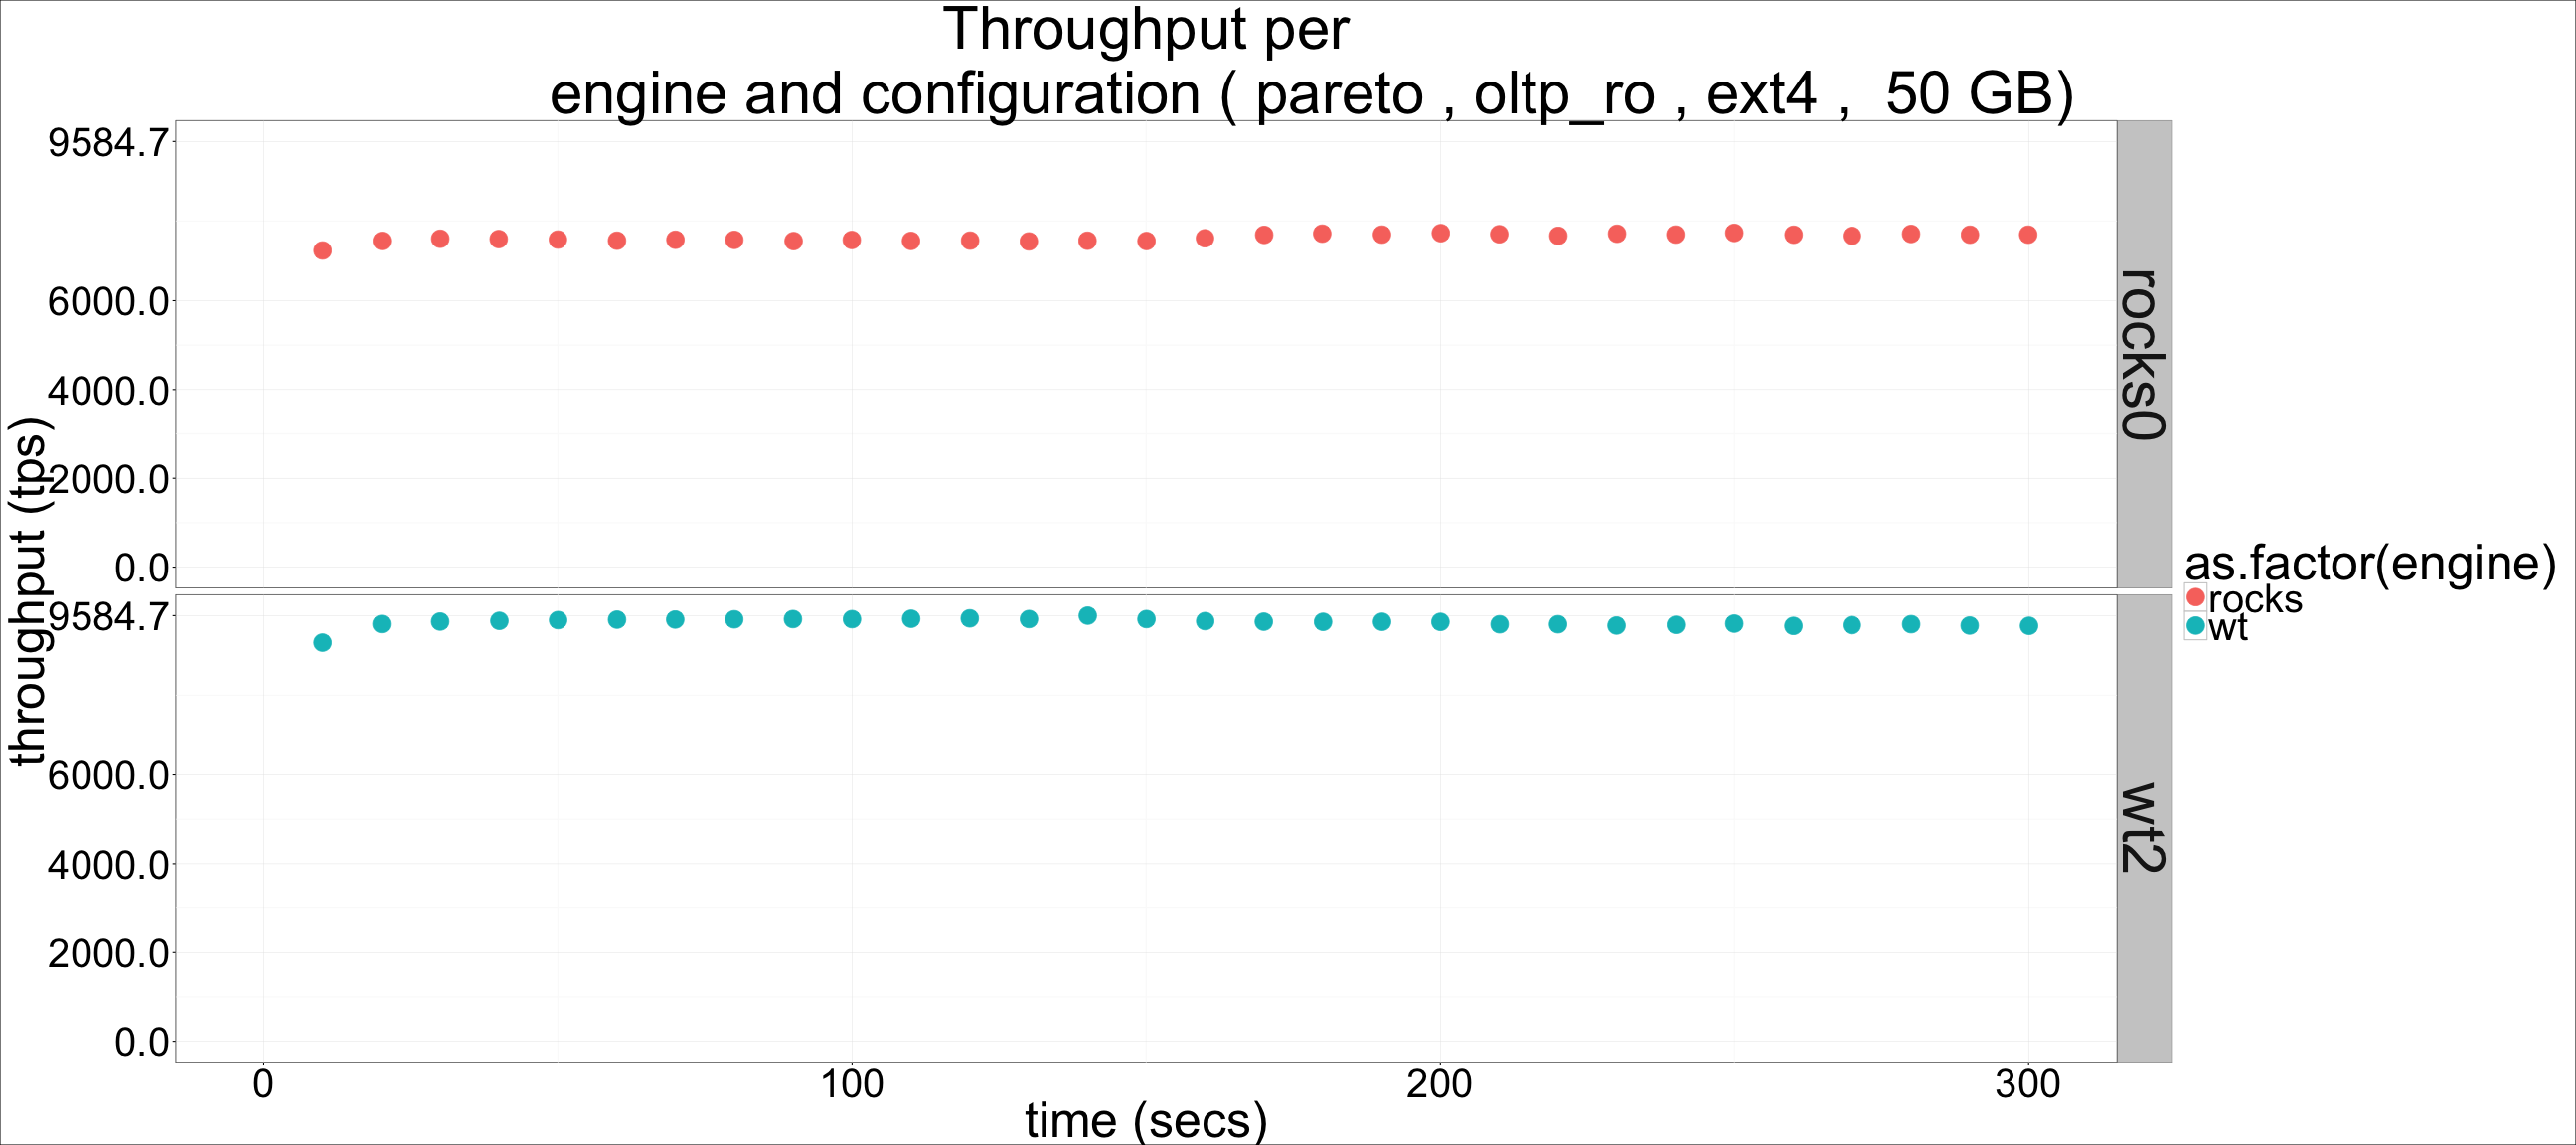 Throughput per
engine and configuration ( pareto , oltp_ro , ext4 ,  50 GB)
throughput (tps)
9584.7
6000.0
4000.0
2000.0
0.0
rocks0
9584.7
6000.0
4000.0
2000.0
0.0
wt2
0
100
200
300
time (secs)
as.factor(engine)
rocks
wt